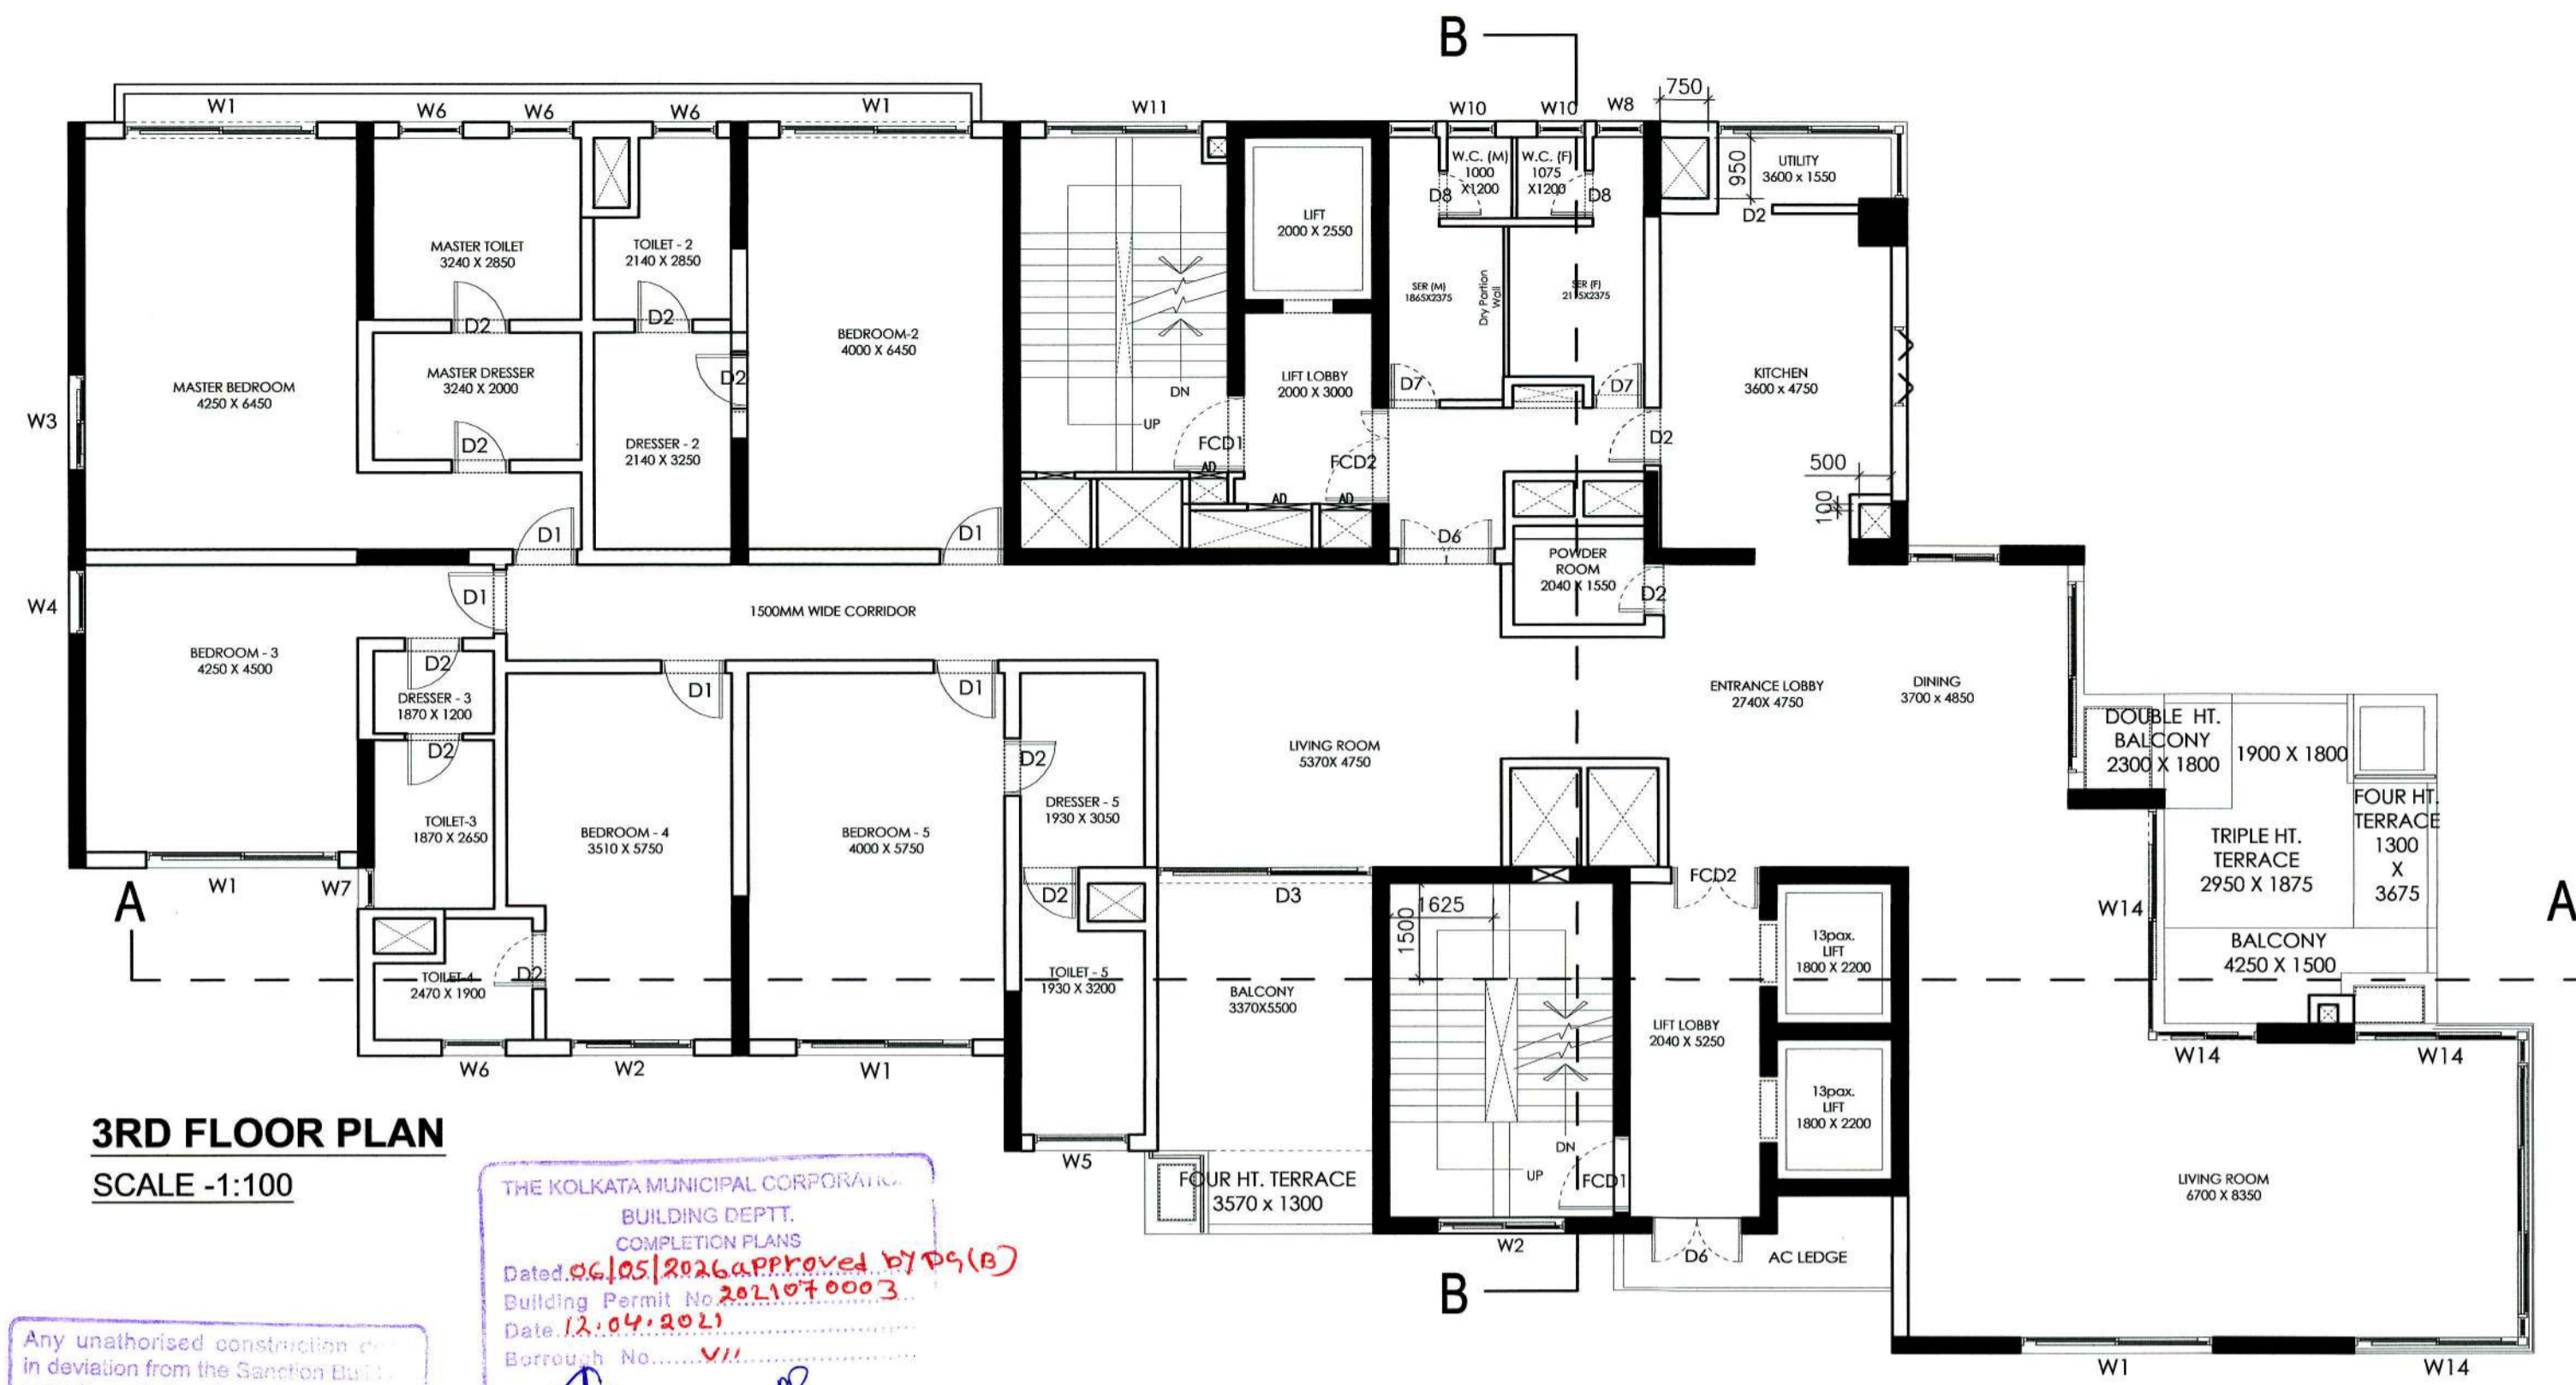 B
750
W1
W6
W6
W6
W1
W11
W10
W10
W8
950
UTILITY
3600 x 1550
D2
W.C. (M)
1000
X1200
W.C. (F)
1075
X1200
D8
D8
LIFT
2000 X 2550
MASTER TOILET
3240 X 2850
TOILET - 2
2140 X 2850
D2
D2
SER (M)
1865X2375
Dry Partion
Wall
SER (F)
BEDROOM-2
4000 X 6450
MASTER BEDROOM
4250 X 6450
MASTER DRESSER
3240 X 2000
D2
D2
DRESSER - 2
2140 X 3250
W3
DN
UP
LIFT LOBBY
2000 X 3000
FCD1
FCD2
AD
AD
AD
D7
D7
D2
KITCHEN
3600 x 4750
500
100
D1
D1
D6
POWDER
ROOM
2040 X 1550
D2
W4
D1
1500MM WIDE CORRIDOR
BEDROOM - 3
4250 X 4500
D2
DRESSER - 3
1870 X 1200
D2
D1
D1
ENTRANCE LOBBY
2740X 4750
DINING
3700 x 4850
LIVING ROOM
5370X 4750
D2
DRESSER - 5
1930 X 3050
TOILET-3
1870 X 2650
BEDROOM - 4
3510 X 5750
BEDROOM - 5
4000 X 5750
DOUBLE HT.
BALCONY
2300 X 1800
1900 X 1800
FOUR HT.
TERRACE
1300
X
3675
TRIPLE HT.
TERRACE
2950 X 1875
W14
BALCONY
4250 X 1500
A
W1
W7
D2
D3
1625
1500
FCD2
13pax.
LIFT
1800 X 2200
A
TOILET-4
2470 X 1900
D2
TOILET - 5
1930 X 3200
BALCONY
3370X5500
LIFT LOBBY
2040 X 5250
W14
W14
W6
W2
W1
13pax.
LIFT
1800 X 2200
3RD FLOOR PLAN
SCALE -1:100
W5
FOUR HT. TERRACE
3570 x 1300
DN
UP
FCD1
LIVING ROOM
6700 X 8350
W2
D6
AC LEDGE
B
W1
W14
THE KOLKATA MUNICIPAL
BUILDING DEPTT.
COMPLETION PLANS
Dated 06/05/2026 approved by DG(B)
Building Permit No. 2021070003
Date 12.04.2021
Borrough No. VII
Any unathorised construction
in deviation from the Sanction